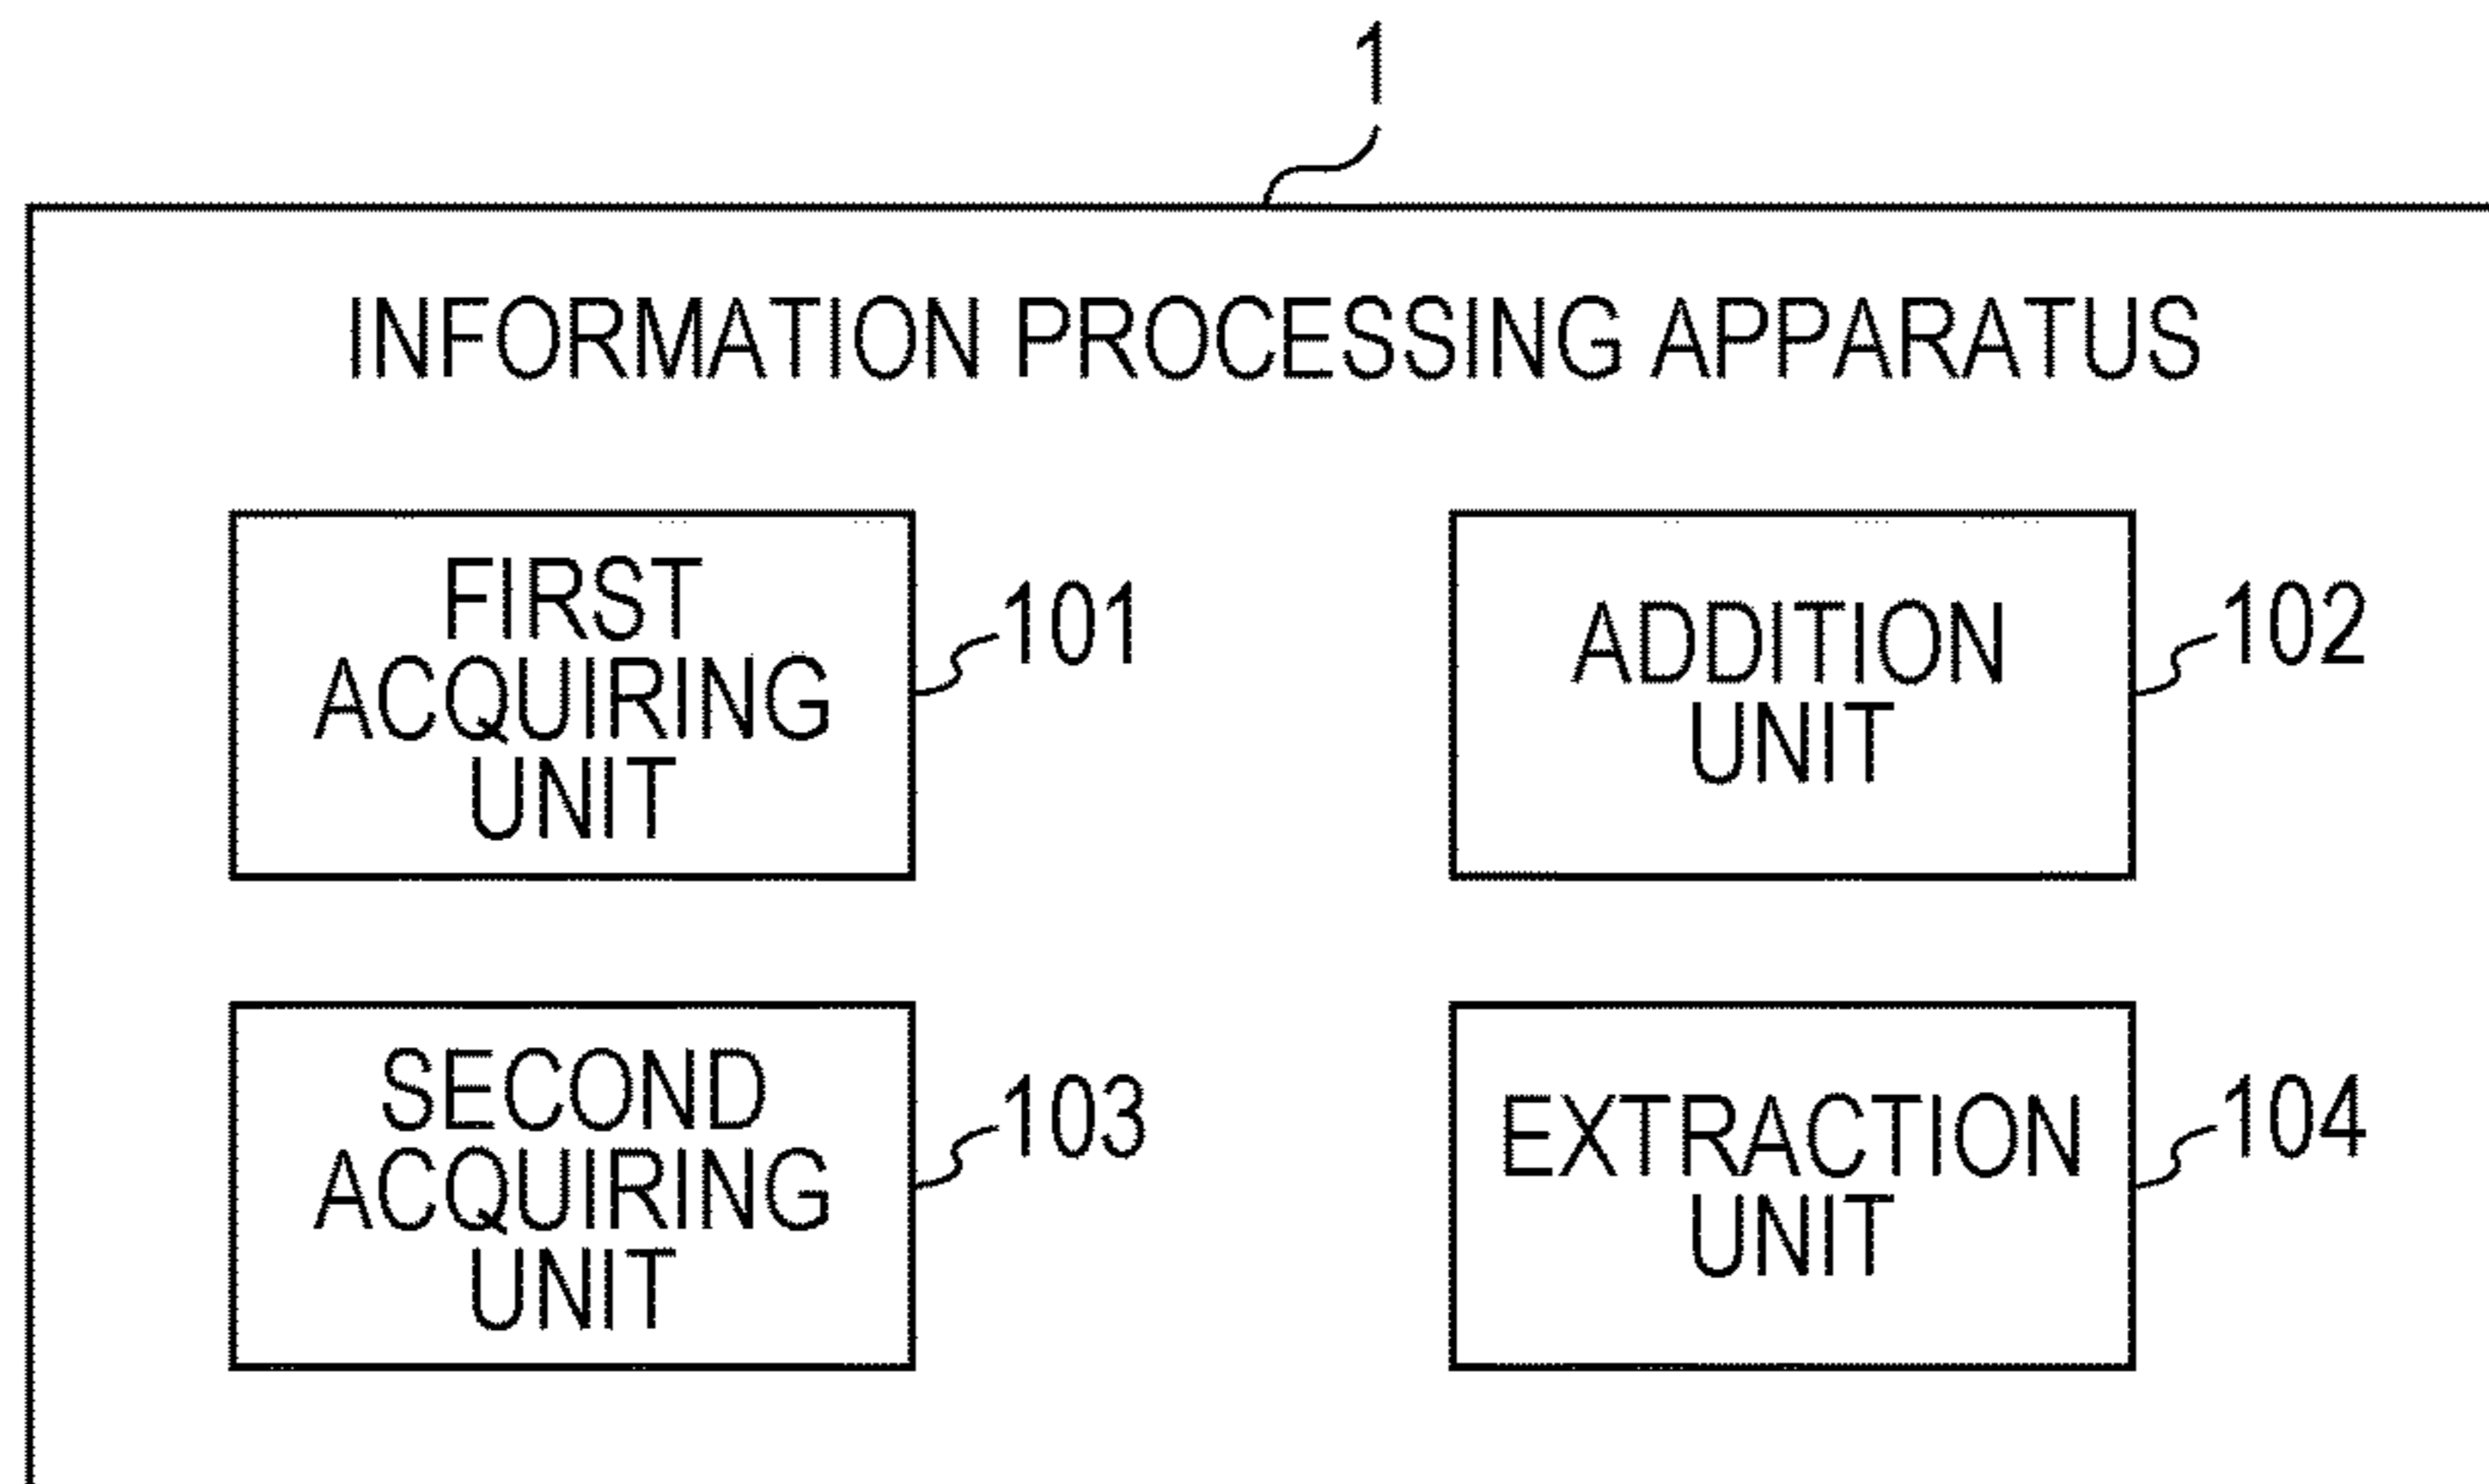 1
INFORMATION PROCESSING APPARATUS
FIRST
ACQUIRING
UNIT
101
ADDITION
UNIT
102
SECOND
ACQUIRING
UNIT
103
EXTRACTION
UNIT
104